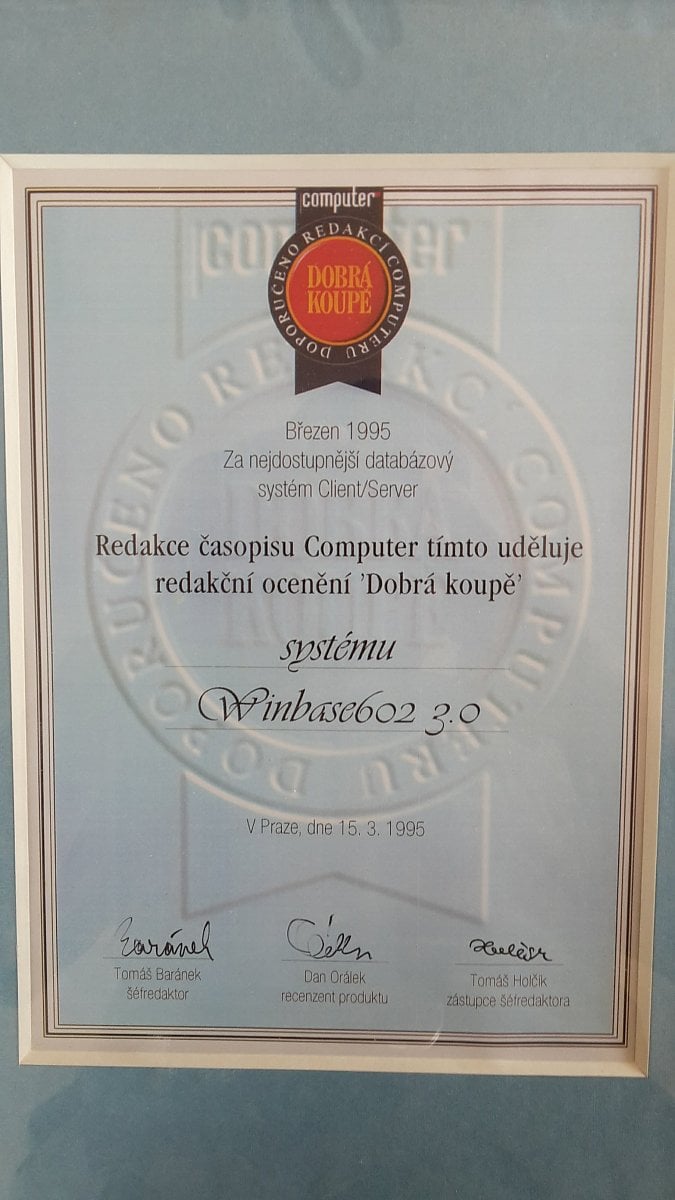 computer
DOPORUČENO REDAKCÍ COMPUTERU
DOBRÁ
KOUPĚ
Březen 1995
Za nejdostupnější databázový
systém Client/Server
Redakce časopisu Computer tímto uděluje
redakční ocenění 'Dobrá koupě'
systému
Winbase602 3.0
V Praze, dne 15. 3. 1995
Tomáš Baránek
šéfredaktor
Dan Orálek
recenzent produktu
Tomáš Holčik
zástupce šéfredaktora